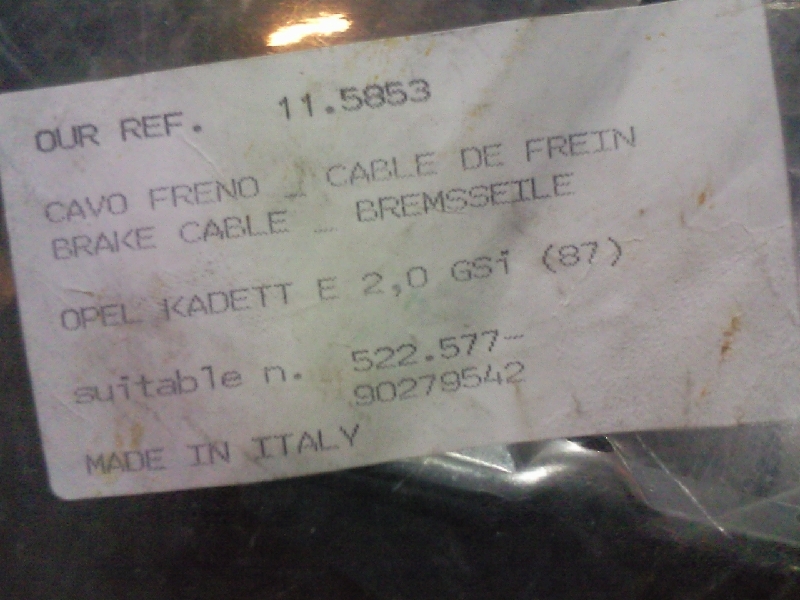 OUR REF. 11.5853
CAVO FRENO _ CABLE DE FREIN
BRAKE CABLE _ BREMSSEILE
OPEL KADETT E 2,0 GSi (87)
suitable n. 522.577-
90279542
MADE IN ITALY